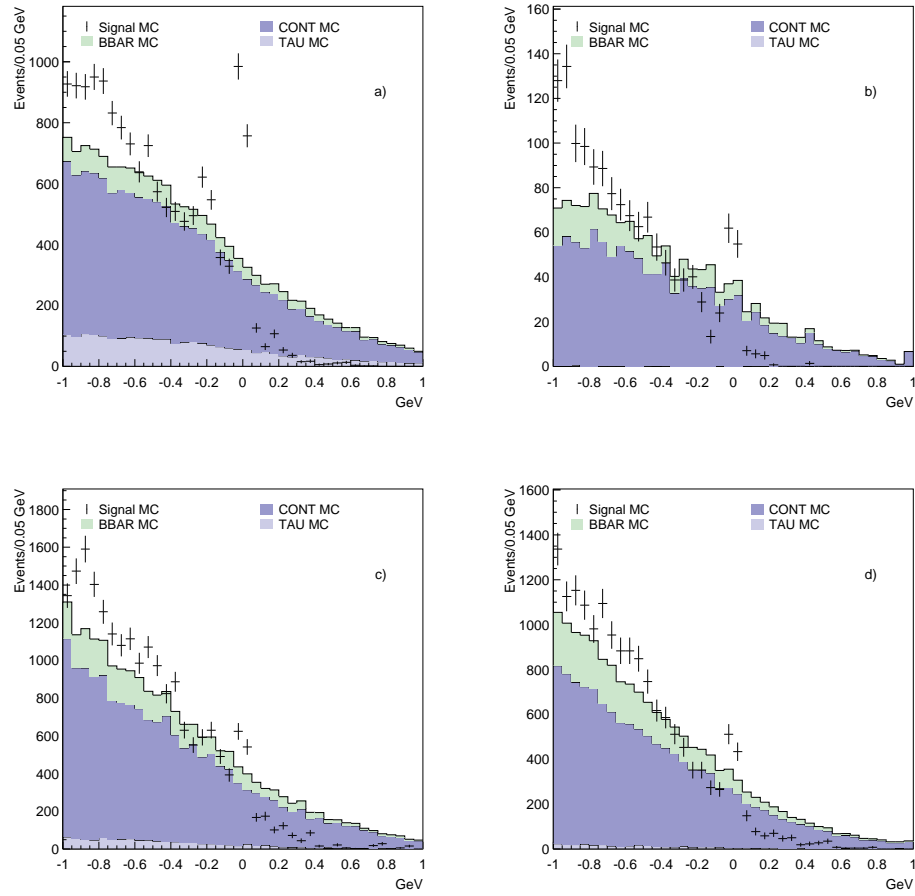 Events/0.05 GeV
Signal MC CONT MC
BBAR MC TAU MC
a)
1000
800
600
400
200
0
-1 -0.8 -0.6 -0.4 -0.2 0 0.2 0.4 0.6 0.8 1
GeV
Events/0.05 GeV
Signal MC CONT MC
BBAR MC TAU MC
b)
160
140
120
100
80
60
40
20
0
-1 -0.8 -0.6 -0.4 -0.2 0 0.2 0.4 0.6 0.8 1
GeV
Events/0.05 GeV
Signal MC CONT MC
BBAR MC TAU MC
c)
1800
1600
1400
1200
1000
800
600
400
200
0
-1 -0.8 -0.6 -0.4 -0.2 0 0.2 0.4 0.6 0.8 1
GeV
Events/0.05 GeV
Signal MC CONT MC
BBAR MC TAU MC
d)
1600
1400
1200
1000
800
600
400
200
0
-1 -0.8 -0.6 -0.4 -0.2 0 0.2 0.4 0.6 0.8 1
GeV